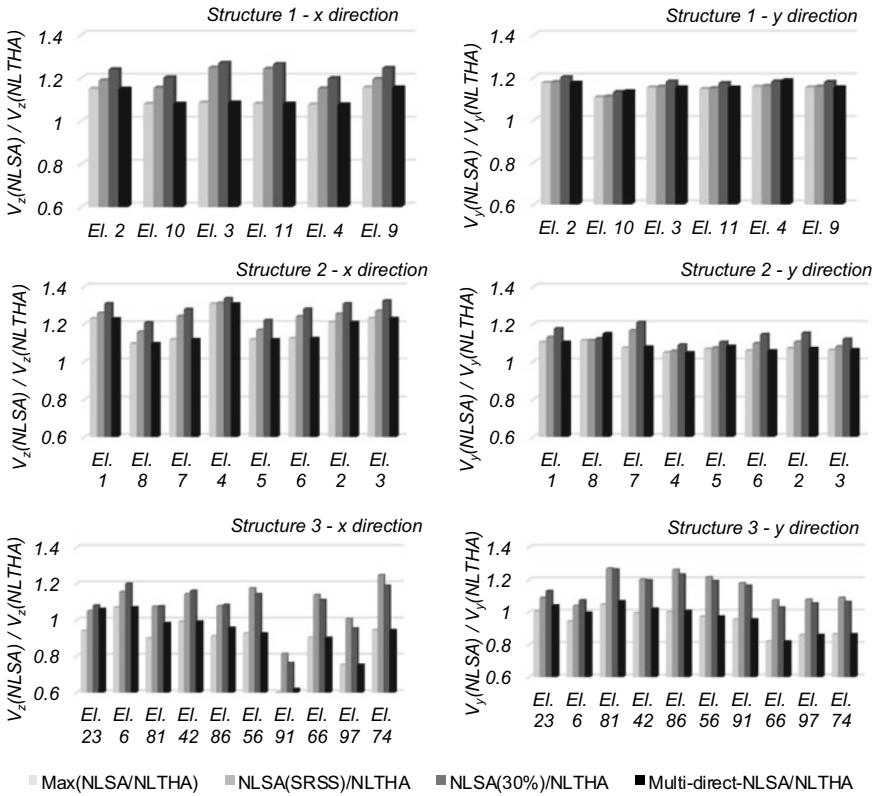 Structure 1 - x direction
V_z(NLSA) / V_z(NLTHA)
1.4
1.2
1
0.8
0.6
El. 2 El. 10 El. 3 El. 11 El. 4 El. 9
Structure 1 - y direction
V_y(NLSA) / V_y(NLTHA)
1.4
1.2
1
0.8
0.6
El. 2 El. 10 El. 3 El. 11 El. 4 El. 9
Structure 2 - x direction
V_z(NLSA) / V_z(NLTHA)
1.4
1.2
1
0.8
0.6
El. El. El. El. El. El. El. El.
1 8 7 4 5 6 2 3
Structure 2 - y direction
V_y(NLSA) / V_y(NLTHA)
1.4
1.2
1
0.8
0.6
El. El. El. El. El. El. El. El.
1 8 7 4 5 6 2 3
Structure 3 - x direction
V_z(NLSA) / V_z(NLTHA)
1.4
1.2
1
0.8
0.6
El. El. El. El. El. El. El. El. El. El.
23 6 81 42 86 56 91 66 97 74
Structure 3 - y direction
V_y(NLSA) / V_y(NLTHA)
1.4
1.2
1
0.8
0.6
El. El. El. El. El. El. El. El. El. El.
23 6 81 42 86 56 91 66 97 74
Max(NLSA/NLTHA) NLSA(SRSS)/NLTHA NLSA(30%)/NLTHA Multi-direct-NLSA/NLTHA